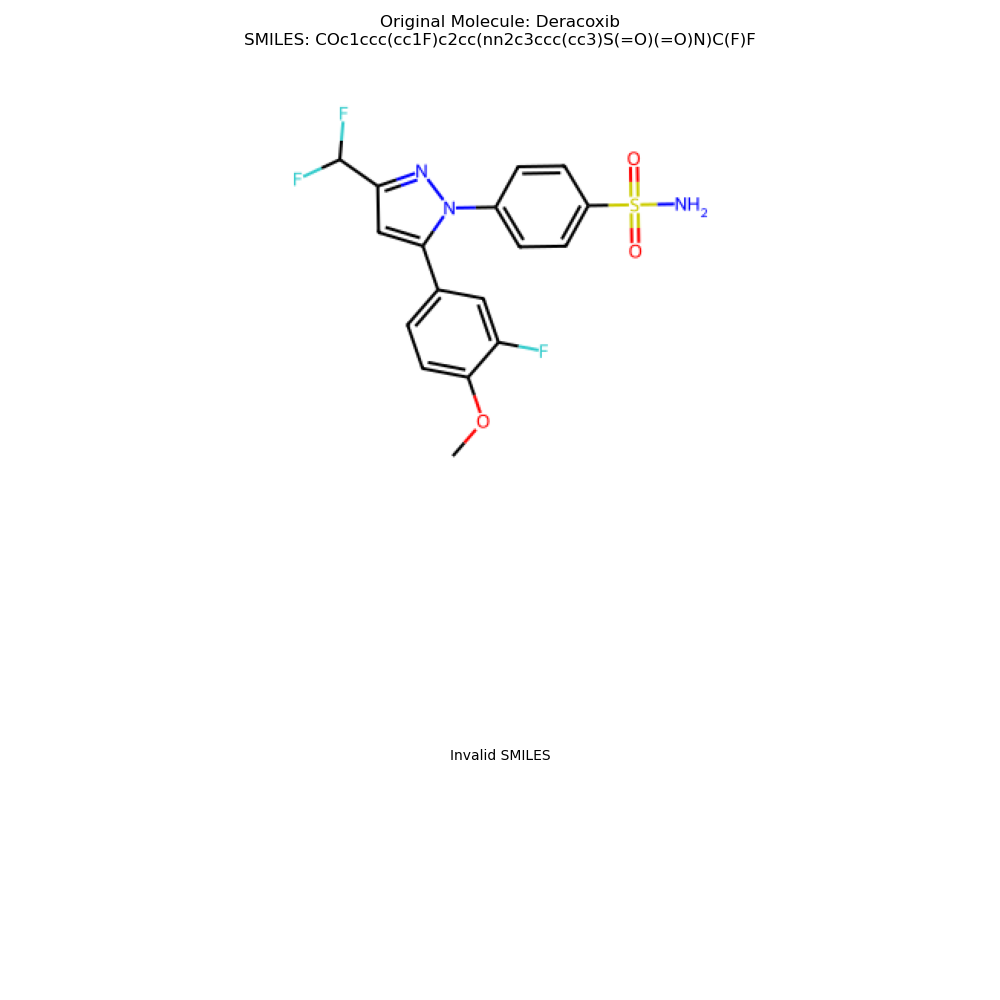 Original Molecule: Deracoxib
SMILES: COc1ccc(cc1F)c2cc(nn2c3ccc(cc3)S(=O)(=O)N)C(F)F
F
F
N
N
O
S
NH2
O
F
O
Invalid SMILES